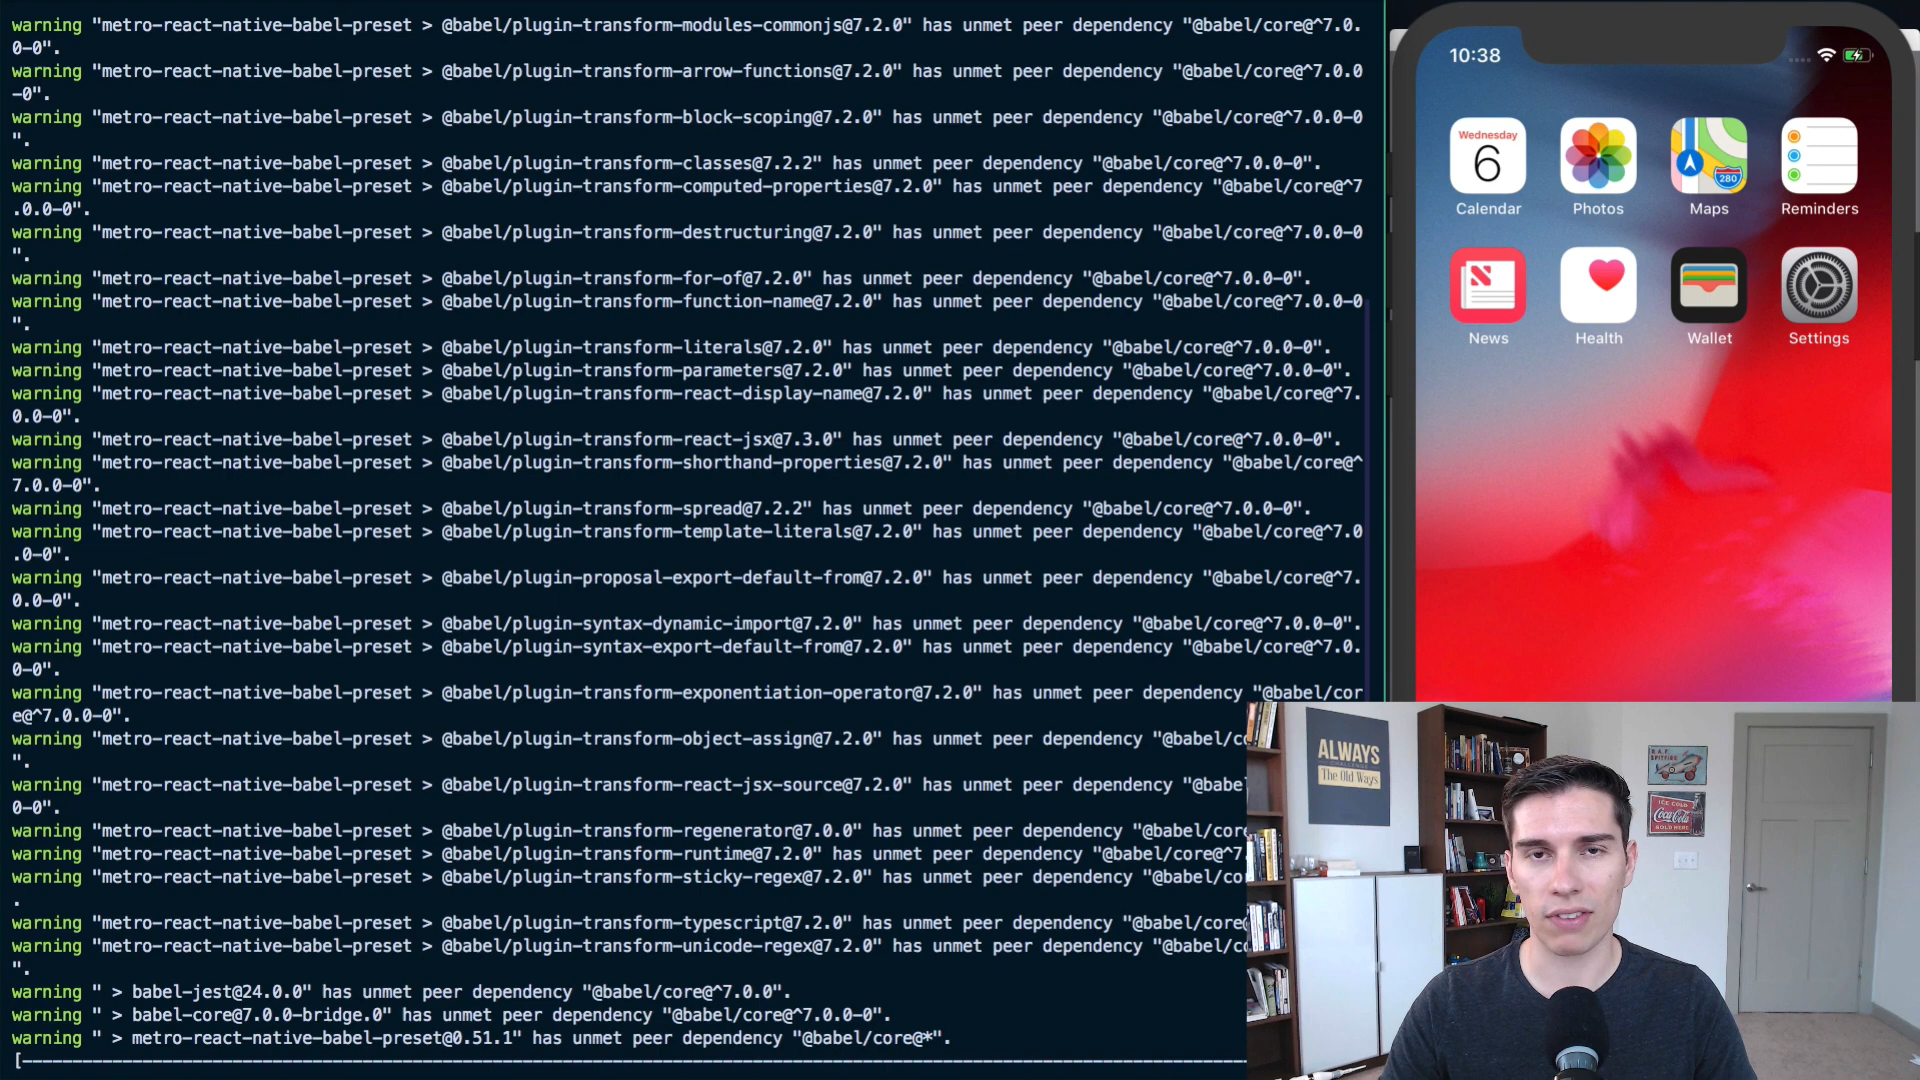 warning "metro-react-native-babel-preset > @babel/plugin-transform-modules-commonjs@7.2.0" has unmet peer dependency "@babel/core@^7.0.
0-0".
warning "metro-react-native-babel-preset > @babel/plugin-transform-arrow-functions@7.2.0" has unmet peer dependency "@babel/core@^7.0.0
-0".
warning "metro-react-native-babel-preset > @babel/plugin-transform-block-scoping@7.2.0" has unmet peer dependency "@babel/core@^7.0.0-0
".
warning "metro-react-native-babel-preset > @babel/plugin-transform-classes@7.2.2" has unmet peer dependency "@babel/core@^7.0.0-0".
warning "metro-react-native-babel-preset > @babel/plugin-transform-computed-properties@7.2.0" has unmet peer dependency "@babel/core@^7
.0.0-0".
warning "metro-react-native-babel-preset > @babel/plugin-transform-destructuring@7.2.0" has unmet peer dependency "@babel/core@^7.0.0-0
".
warning "metro-react-native-babel-preset > @babel/plugin-transform-for-of@7.2.0" has unmet peer dependency "@babel/core@^7.0.0-0".
warning "metro-react-native-babel-preset > @babel/plugin-transform-function-name@7.2.0" has unmet peer dependency "@babel/core@^7.0.0-0
".
warning "metro-react-native-babel-preset > @babel/plugin-transform-literals@7.2.0" has unmet peer dependency "@babel/core@^7.0.0-0".
warning "metro-react-native-babel-preset > @babel/plugin-transform-parameters@7.2.0" has unmet peer dependency "@babel/core@^7.0.0-0".
warning "metro-react-native-babel-preset > @babel/plugin-transform-react-display-name@7.2.0" has unmet peer dependency "@babel/core@^7.
0.0-0".
warning "metro-react-native-babel-preset > @babel/plugin-transform-react-jsx@7.3.0" has unmet peer dependency "@babel/core@^7.0.0-0".
warning "metro-react-native-babel-preset > @babel/plugin-transform-shorthand-properties@7.2.0" has unmet peer dependency "@babel/core@^
7.0.0-0".
warning "metro-react-native-babel-preset > @babel/plugin-transform-spread@7.2.2" has unmet peer dependency "@babel/core@^7.0.0-0".
warning "metro-react-native-babel-preset > @babel/plugin-transform-template-literals@7.2.0" has unmet peer dependency "@babel/core@^7.0
.0-0".
warning "metro-react-native-babel-preset > @babel/plugin-proposal-export-default-from@7.2.0" has unmet peer dependency "@babel/core@^7.
0.0-0".
warning "metro-react-native-babel-preset > @babel/plugin-syntax-dynamic-import@7.2.0" has unmet peer dependency "@babel/core@^7.0.0-0".
warning "metro-react-native-babel-preset > @babel/plugin-syntax-export-default-from@7.2.0" has unmet peer dependency "@babel/core@^7.0.
0-0".
warning "metro-react-native-babel-preset > @babel/plugin-transform-exponentiation-operator@7.2.0" has unmet peer dependency "@babel/cor
e@^7.0.0-0".
warning "metro-react-native-babel-preset > @babel/plugin-transform-object-assign@7.2.0" has unmet peer dependency "@babel/c
".
warning "metro-react-native-babel-preset > @babel/plugin-transform-react-jsx-source@7.2.0" has unmet peer dependency "@babe
0-0".
warning "metro-react-native-babel-preset > @babel/plugin-transform-regenerator@7.0.0" has unmet peer dependency "@babel/core
warning "metro-react-native-babel-preset > @babel/plugin-transform-runtime@7.2.0" has unmet peer dependency "@babel/core@^7.
warning "metro-react-native-babel-preset > @babel/plugin-transform-sticky-regex@7.2.0" has unmet peer dependency "@babel/co
.
warning "metro-react-native-babel-preset > @babel/plugin-transform-typescript@7.2.0" has unmet peer dependency "@babel/core
warning "metro-react-native-babel-preset > @babel/plugin-transform-unicode-regex@7.2.0" has unmet peer dependency "@babel/co
".
warning " > babel-jest@24.0.0" has unmet peer dependency "@babel/core@^7.0.0".
warning " > babel-core@7.0.0-bridge.0" has unmet peer dependency "@babel/core@^7.0.0-0".
warning " > metro-react-native-babel-preset@0.51.1" has unmet peer dependency "@babel/core@*".
10:38
Wednesday
6
280
Calendar Photos Maps Reminders
News Health Wallet Settings
ALWAYS
The Old Ways
SPITFIRE
ICE COLD
Coca-Cola
SOLD HERE